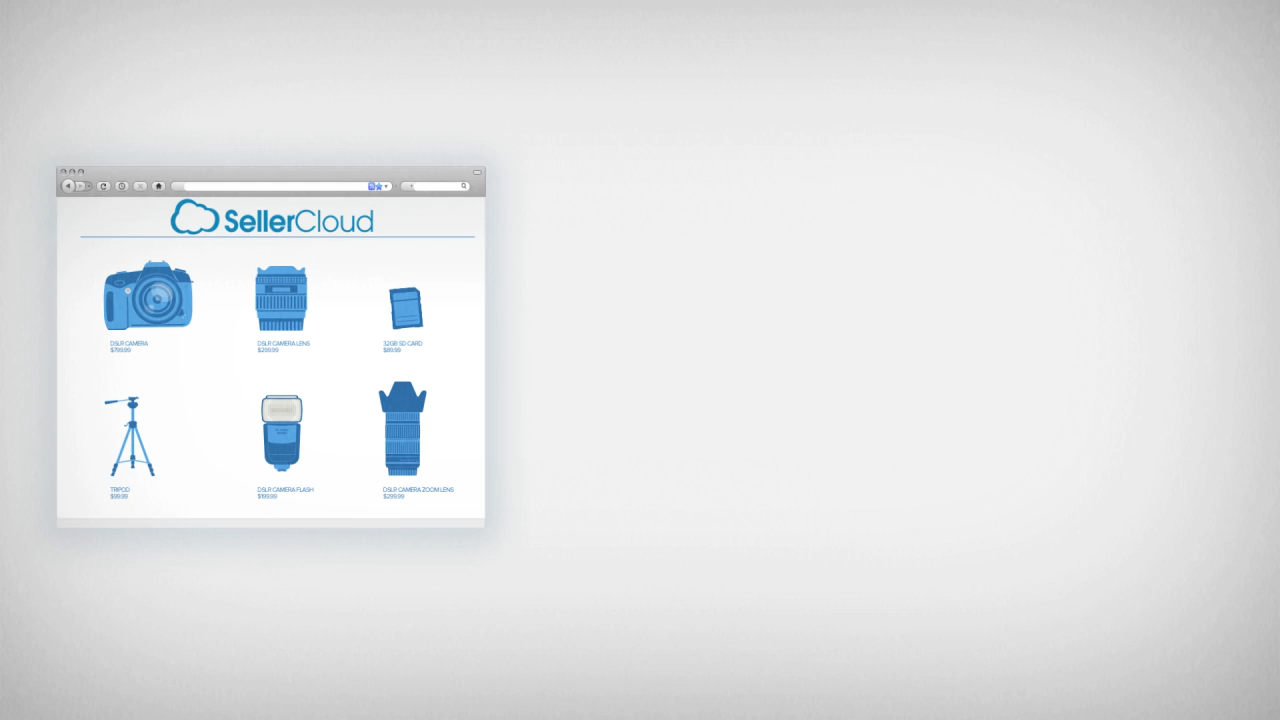 SellerCloud
DSLR CAMERA
$799.99
DSLR CAMERA LENS
$299.99
32GB SD CARD
$89.99
TRIPOD
$99.99
DSLR CAMERA FLASH
$199.99
DSLR CAMERA ZOOM LENS
$299.99